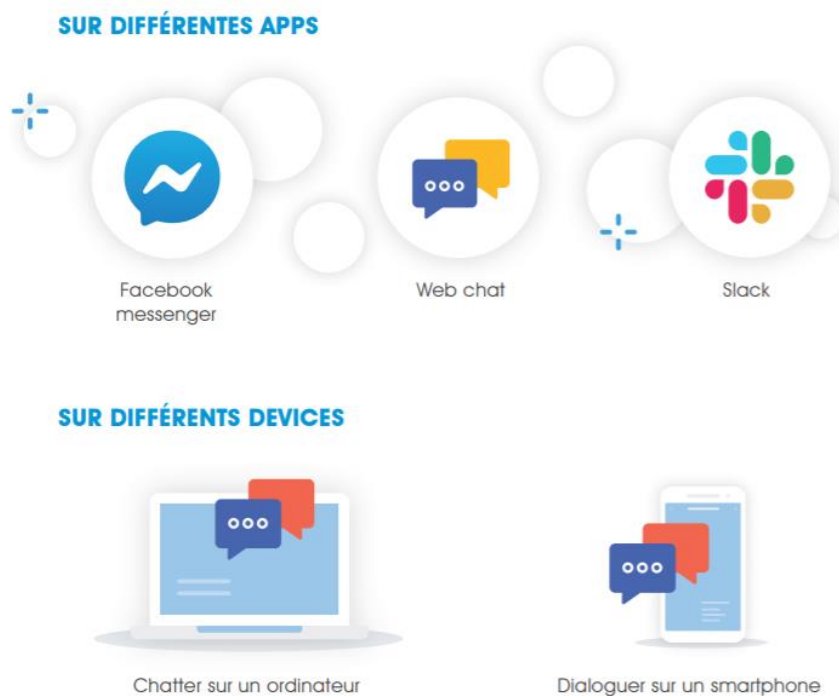 SUR DIFFÉRENTES APPS
Facebook
messenger
Web chat
Slack
SUR DIFFÉRENTS DEVICES
Chatter sur un ordinateur
Dialoguer sur un smartphone